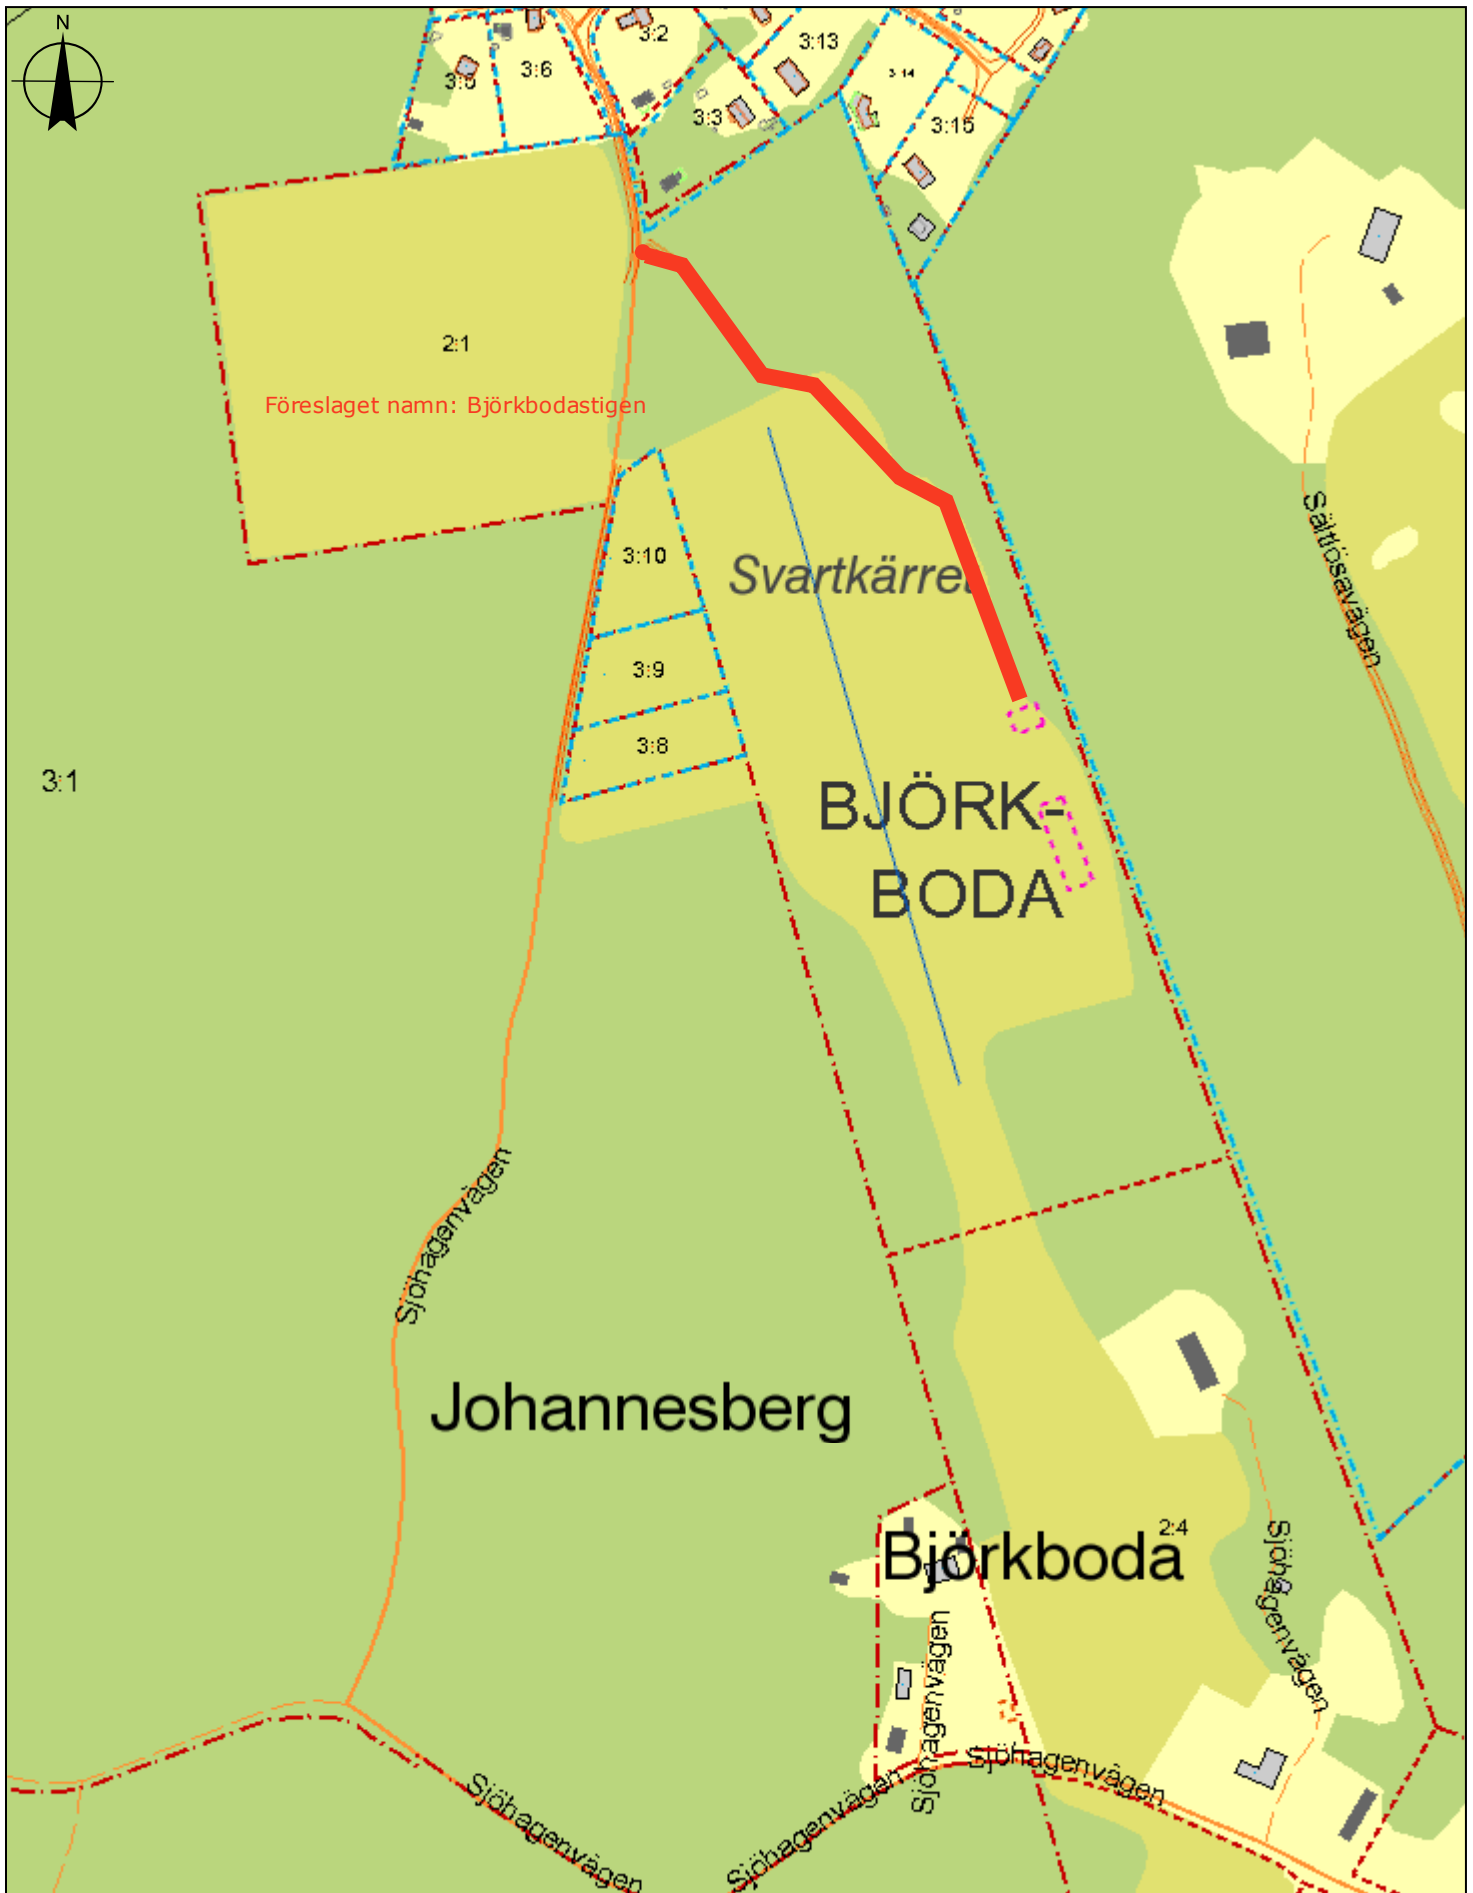 N
3:2
3:13
3:6
3:5
3:14
3:3
3:15
2:1
Föreslaget namn: Björkbodastigen
3:10
Svartkärret
Sältlösavägen
3:9
3:8
3:1
BJÖRK-
BODA
Sjöhagenvägen
Johannesberg
2:4
Björkboda
Sjöhagenvägen
Sjöhagenvägen
Sjöhagenvägen
Sjöhagenvägen
Sjöhagenvägen